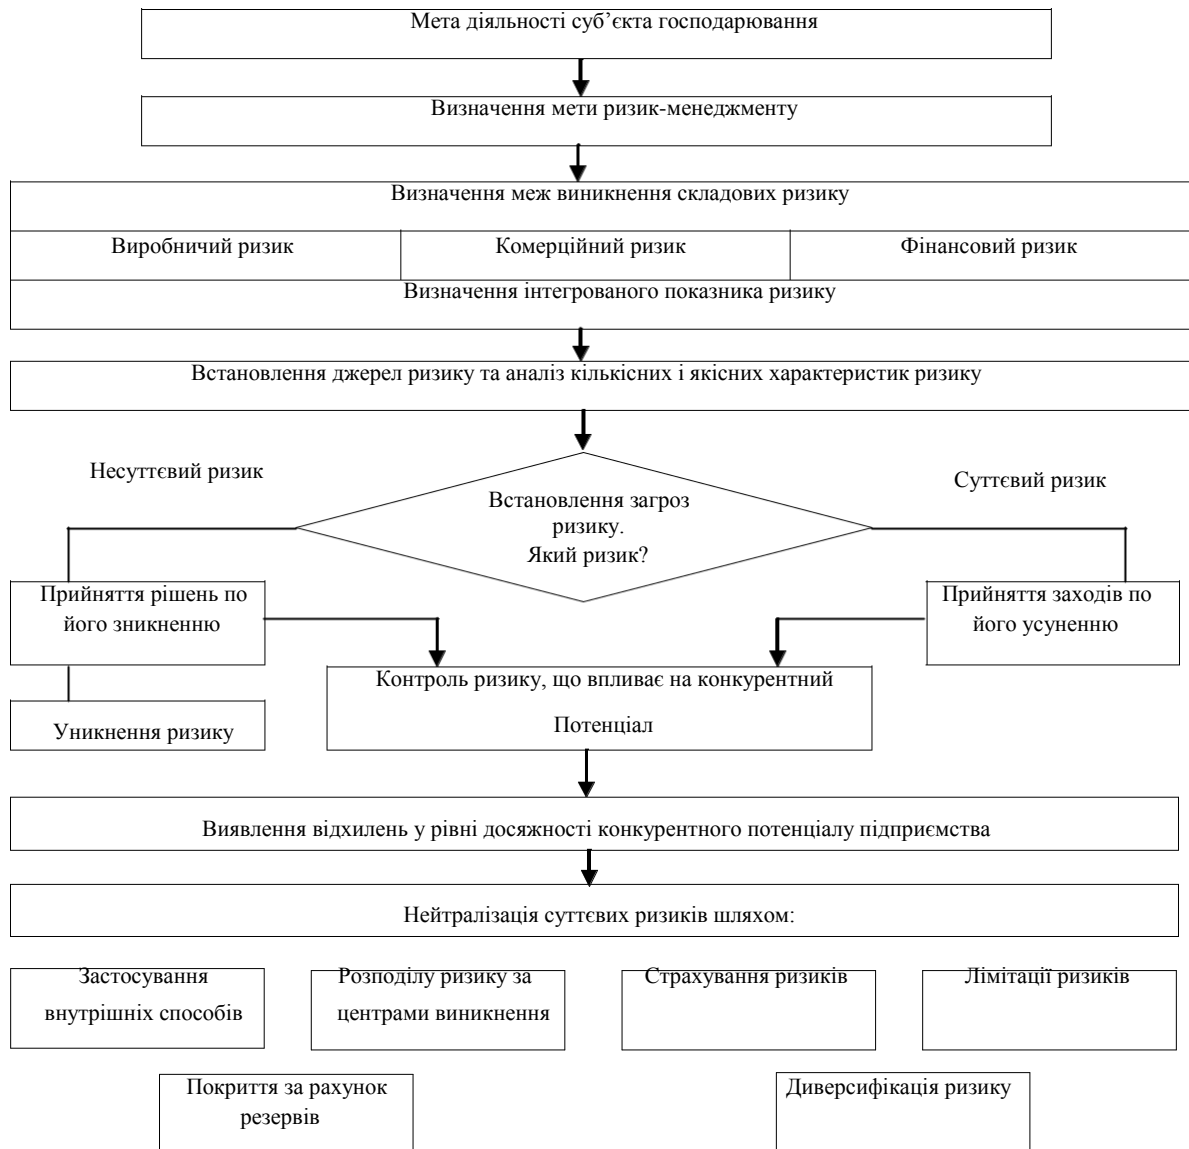 Мета діяльності суб’єкта господарювання
Визначення мети ризик-менеджменту
Визначення меж виникнення складових ризику
Виробничий ризик
Комерційний ризик
Фінансовий ризик
Визначення інтегрованого показника ризику
Встановлення джерел ризику та аналіз кількісних і якісних характеристик ризику
Несуттєвий ризик
Суттєвий ризик
Встановлення загроз
ризику.
Який ризик?
Прийняття рішень по
його зникненню
Прийняття заходів по
його усуненню
Контроль ризику, що впливає на конкурентний
Потенціал
Уникнення ризику
Виявлення відхилень у рівні досяжності конкурентного потенціалу підприємства
Нейтралізація суттєвих ризиків шляхом:
Застосування
внутрішніх способів
Розподілу ризику за
центрами виникнення
Страхування ризиків
Лімітації ризиків
Покриття за рахунок
резервів
Диверсифікація ризику